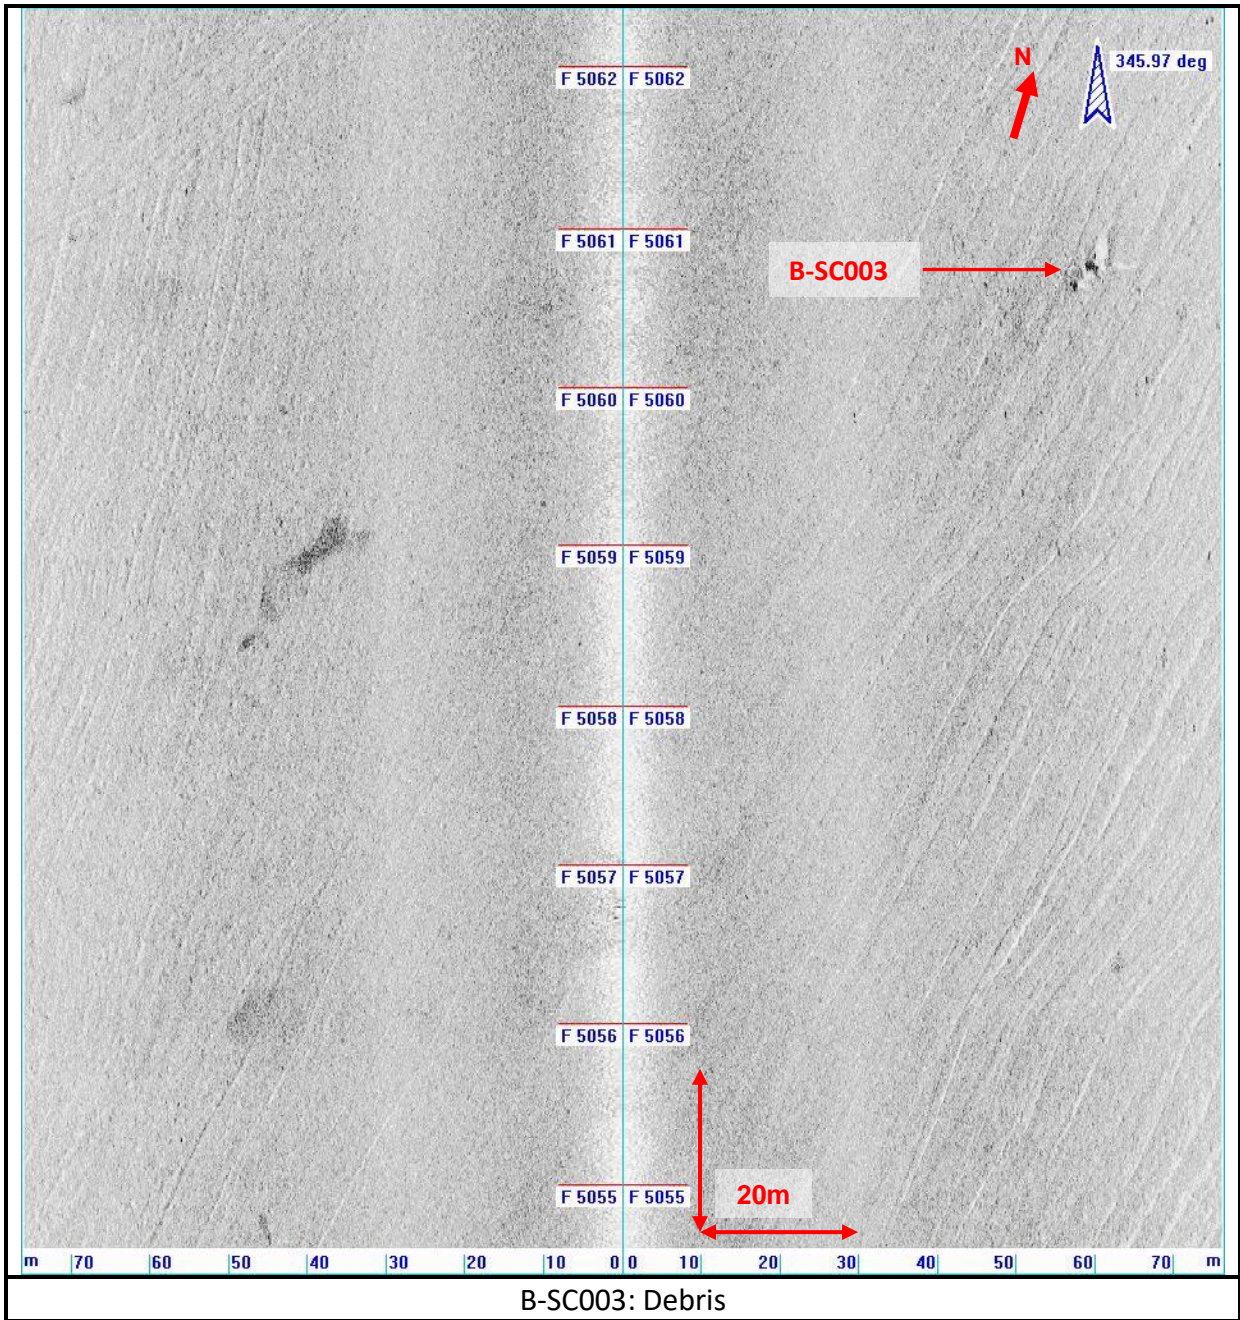 N
345.97 deg
F 5062 F 5062
F 5061 F 5061
B-SC003
F 5060 F 5060
F 5059 F 5059
F 5058 F 5058
F 5057 F 5057
F 5056 F 5056
F 5055 F 5055
20m
m 70 60 50 40 30 20 10 0 0 10 20 30 40 50 60 70 m
B-SC003: Debris